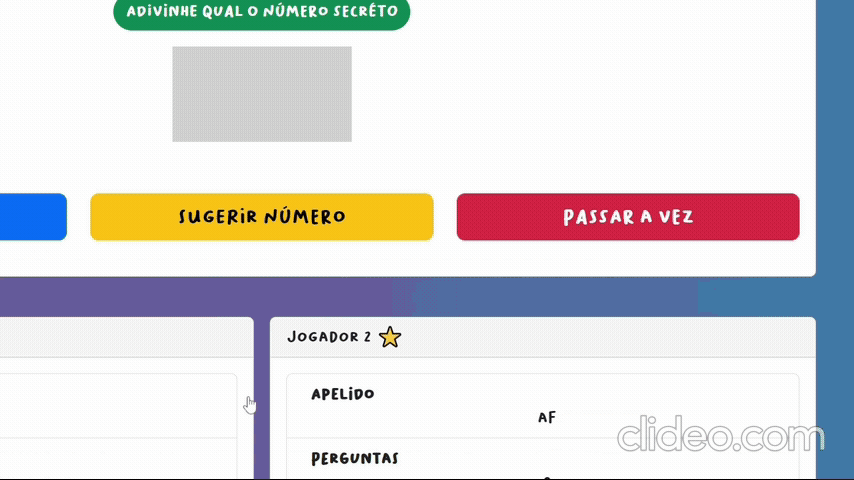 ADIVINHE QUAL O NÚMERO SECRÉTO
SUGERIR NÚMERO
PASSAR A VEZ
JOGADOR 2
APELIDO
AF
PERGUNTAS
clideo.com